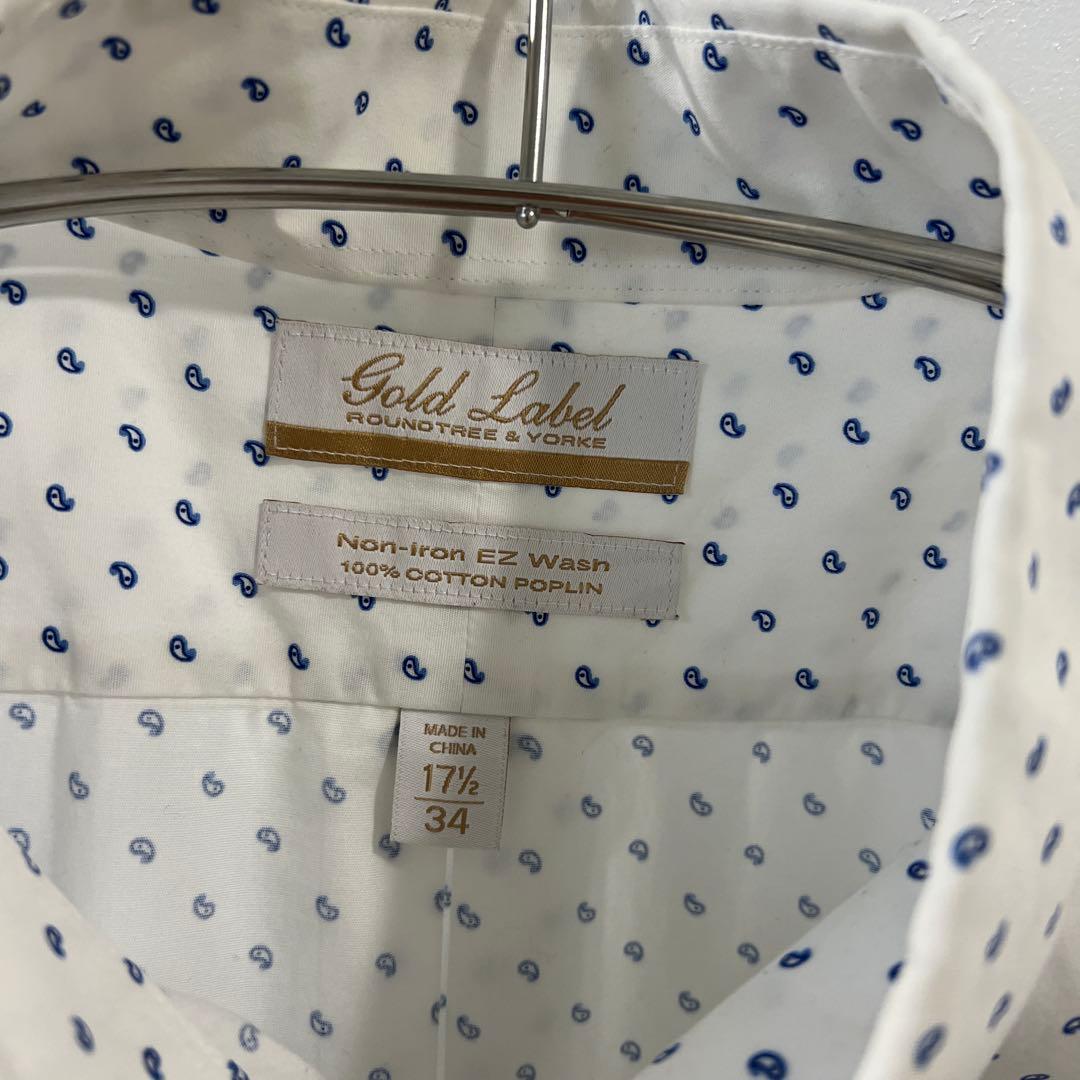 Gold Label
ROUNDTREE & YORKE
Non-Iron EZ Wash
100% COTTON POPLIN
MADE IN
CHINA
17½
34